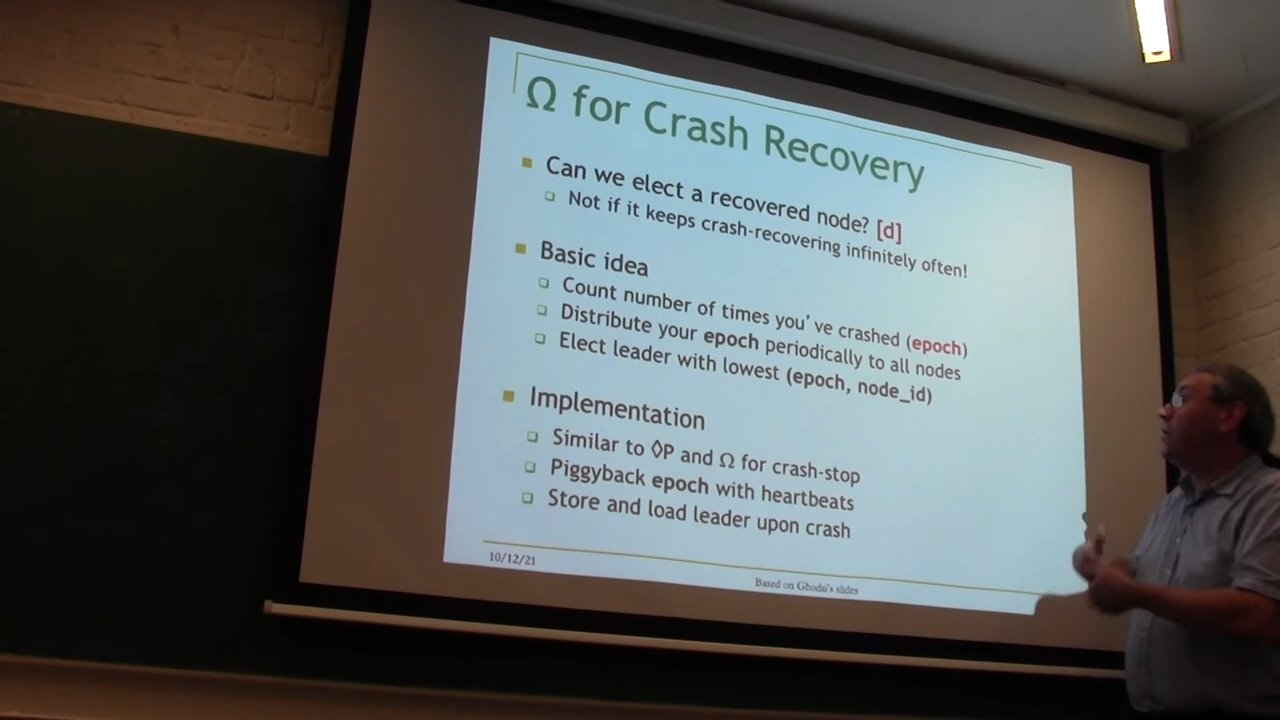 Ω for Crash Recovery
Can we elect a recovered node? [d]
Not if it keeps crash-recovering infinitely often!
Basic idea
Count number of times you've crashed (epoch)
Distribute your epoch periodically to all nodes
Elect leader with lowest (epoch, node_id)
Implementation
Similar to ◊P and Ω for crash-stop
Piggyback epoch with heartbeats
Store and load leader upon crash
10/12/21
Based on Ghodsi's slides